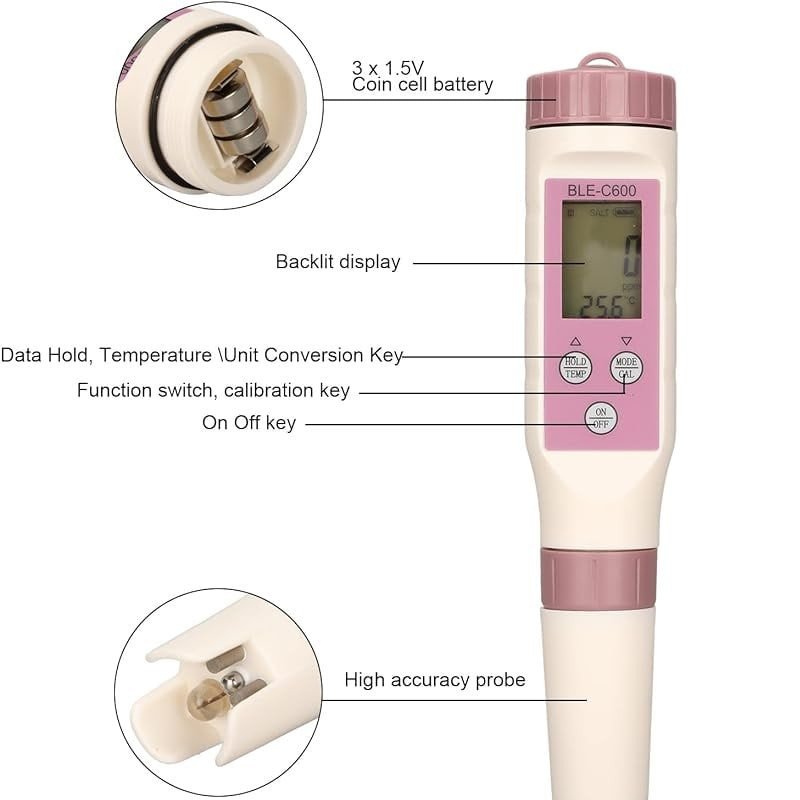 3 x 1.5V
Coin cell battery
BLE-C600
SALT
0
ppm
25.6 °C
Backlit display
Data Hold, Temperature \Unit Conversion Key
HOLD
TEMP
MODE
CAL
Function switch, calibration key
On Off key
ON
OFF
High accuracy probe